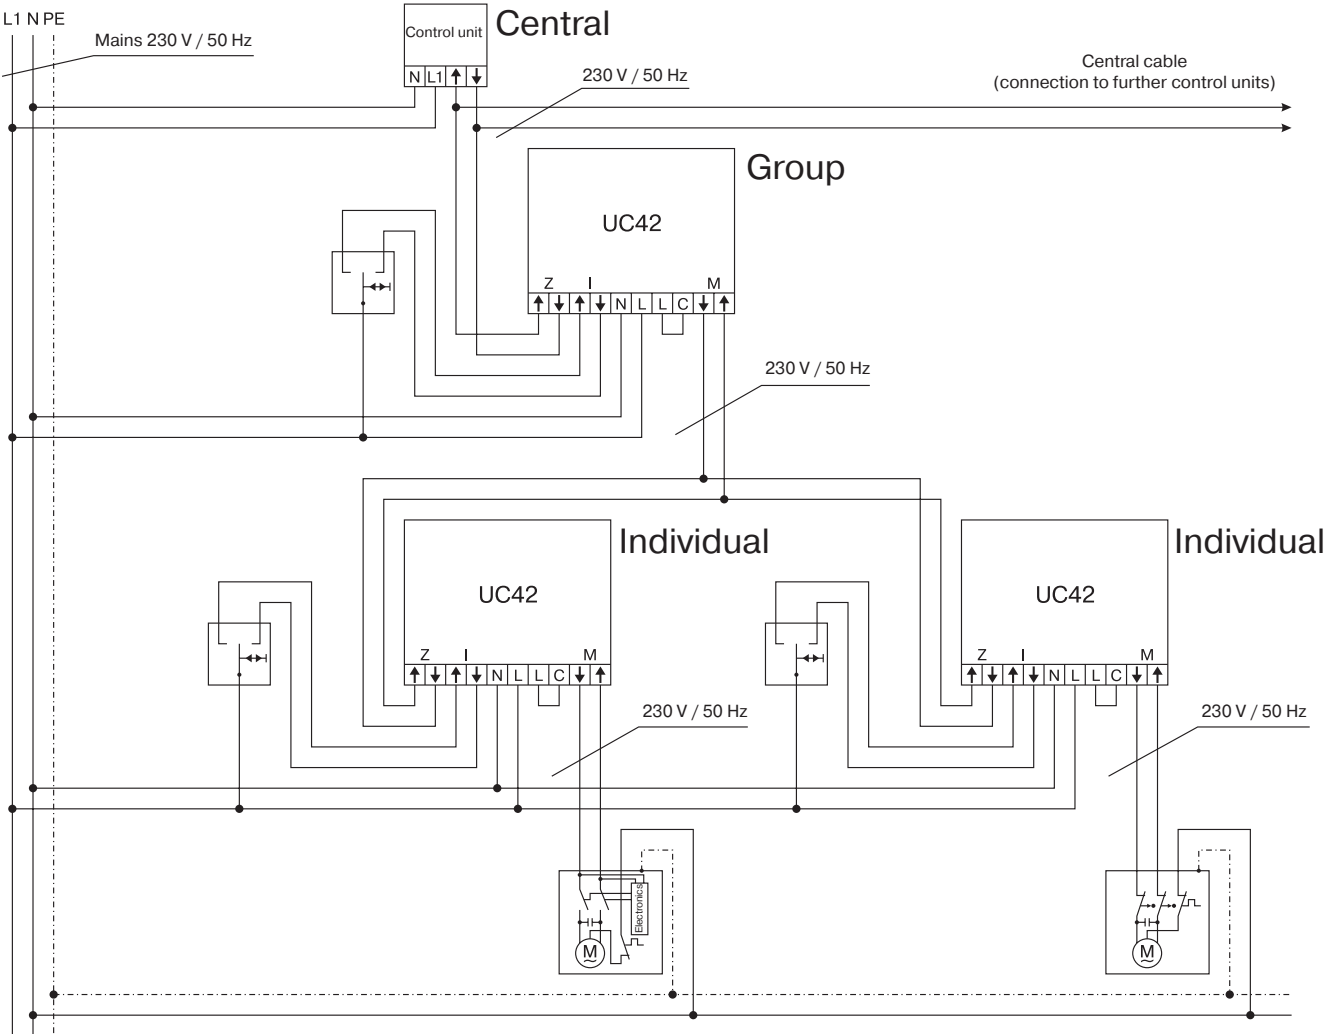 L1 N PE
Mains 230 V / 50 Hz
Control unit
Central
N L1 ↑ ↓
230 V / 50 Hz
Central cable
(connection to further control units)
Group
UC42
Z I M
↑ ↓ ↑ ↓ N L L C ↓ ↑
230 V / 50 Hz
Individual
UC42
Z I M
↑ ↓ ↑ ↓ N L L C ↓ ↑
230 V / 50 Hz
Individual
UC42
Z I M
↑ ↓ ↑ ↓ N L L C ↓ ↑
230 V / 50 Hz
Electronics
M
~
M
~